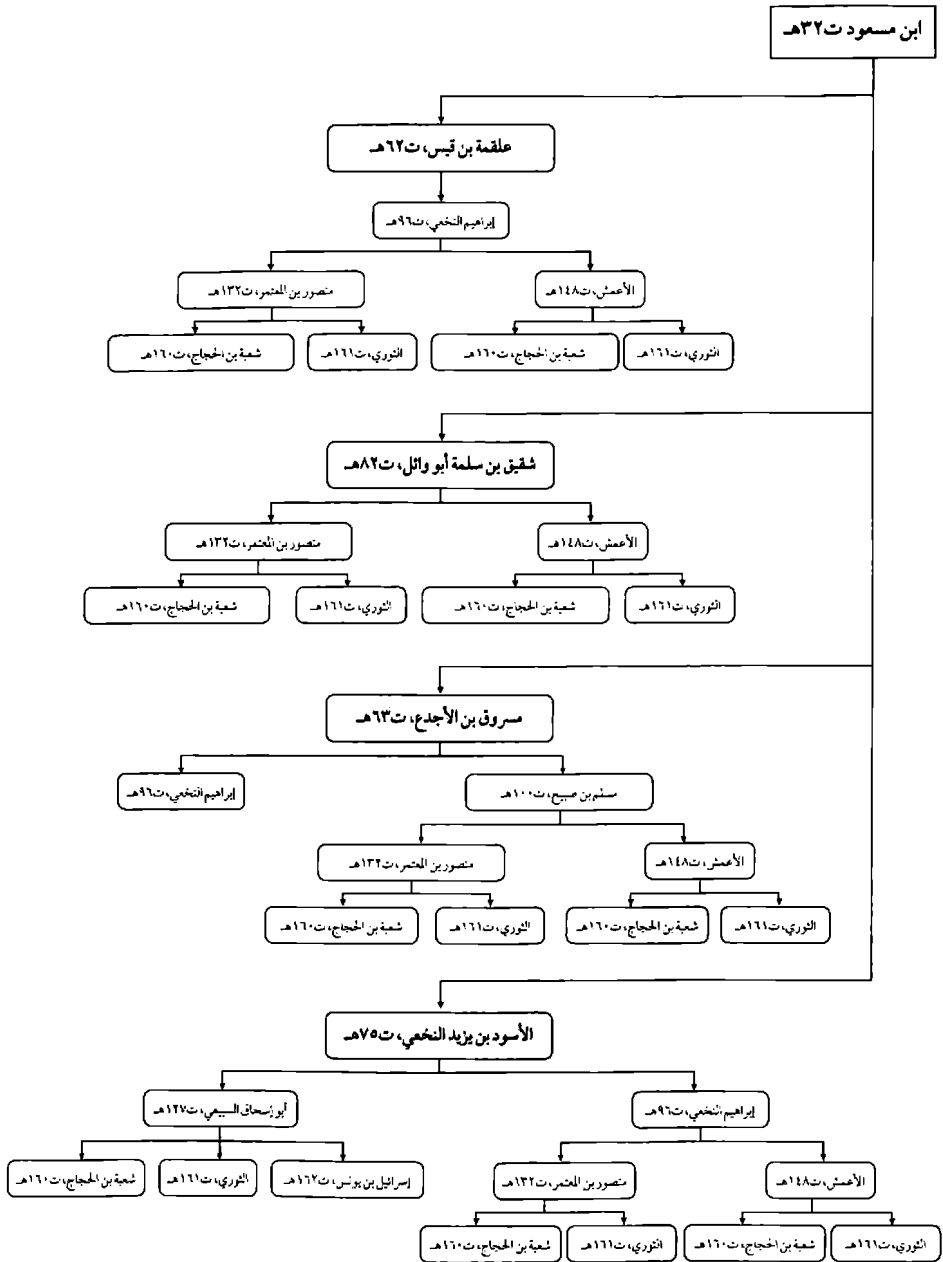 ابن مسعود ت٣٢هـ
علقمة بن قيس، ت٦٢هـ
إبراهيم النخعي، ت٩٦هـ
الأعمش، ت١٤٨هـ
منصور بن المعتمر، ت١٣٢هـ
الثوري، ت١٦١هـ
شعبة بن الحجاج، ت١٦٠هـ
الثوري، ت١٦١هـ
شعبة بن الحجاج، ت١٦٠هـ
شقيق بن سلمة أبو وائل، ت٨٢هـ
الأعمش، ت١٤٨هـ
منصور بن المعتمر، ت١٣٢هـ
الثوري، ت١٦١هـ
شعبة بن الحجاج، ت١٦٠هـ
الثوري، ت١٦١هـ
شعبة بن الحجاج، ت١٦٠هـ
مسروق بن الأجدع، ت٦٣هـ
مسلم بن صبيح، ت١٠٠هـ
إبراهيم النخعي، ت٩٦هـ
الأعمش، ت١٤٨هـ
منصور بن المعتمر، ت١٣٢هـ
الثوري، ت١٦١هـ
شعبة بن الحجاج، ت١٦٠هـ
الثوري، ت١٦١هـ
شعبة بن الحجاج، ت١٦٠هـ
الأسود بن يزيد النخعي، ت٧٥هـ
إبراهيم النخعي، ت٩٦هـ
أبو إسحاق السبيعي، ت١٢٧هـ
الأعمش، ت١٤٨هـ
منصور بن المعتمر، ت١٣٢هـ
إسرائيل بن يونس، ت١٦٢هـ
الثوري، ت١٦١هـ
شعبة بن الحجاج، ت١٦٠هـ
الثوري، ت١٦١هـ
شعبة بن الحجاج، ت١٦٠هـ
الثوري، ت١٦١هـ
شعبة بن الحجاج، ت١٦٠هـ